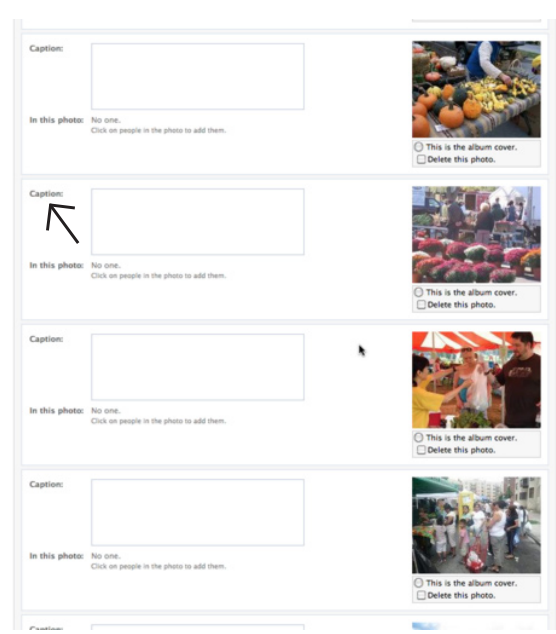 Caption:
In this photo: No one.
Click on people in the photo to add them.
This is the album cover.
Delete this photo.
Caption:
In this photo: No one.
Click on people in the photo to add them.
This is the album cover.
Delete this photo.
Caption:
In this photo: No one.
Click on people in the photo to add them.
This is the album cover.
Delete this photo.
Caption:
In this photo: No one.
Click on people in the photo to add them.
This is the album cover.
Delete this photo.
Caption: